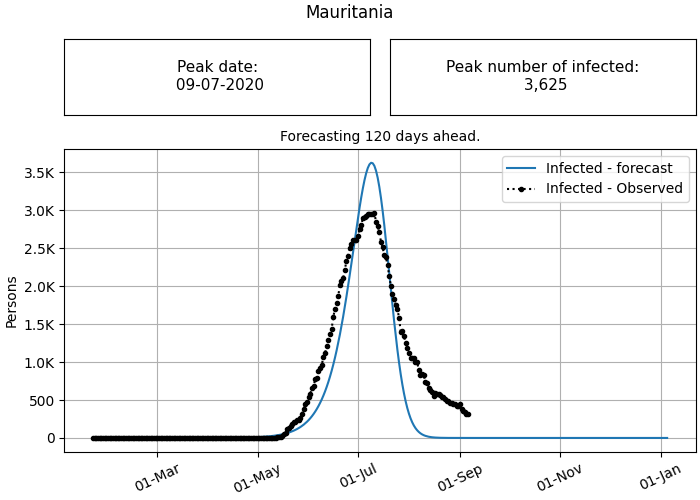 Mauritania
Peak date:
09-07-2020
Peak number of infected:
3,625
Forecasting 120 days ahead.
Infected - forecast
Infected - Observed
3.5K
3.0K
2.5K
2.0K
1.5K
1.0K
500
0
Persons
01-Mar
01-May
01-Jul
01-Sep
01-Nov
01-Jan